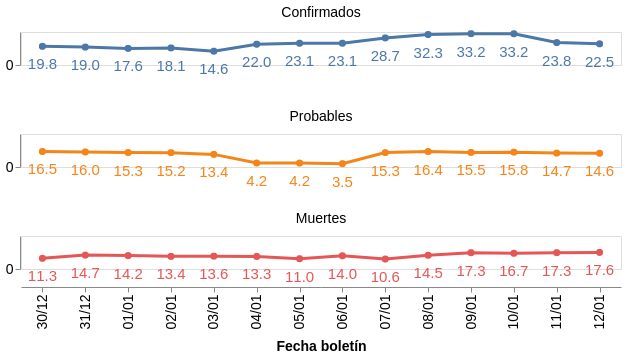 Confirmados
0
19.8 19.0 17.6 18.1 14.6 22.0 23.1 23.1 28.7 32.3 33.2 33.2 23.8 22.5
Probables
0
16.5 16.0 15.3 15.2 13.4 4.2 4.2 3.5 15.3 16.4 15.5 15.8 14.7 14.6
Muertes
0
11.3 14.7 14.2 13.4 13.6 13.3 11.0 14.0 10.6 14.5 17.3 16.7 17.3 17.6
30/12 31/12 01/01 02/01 03/01 04/01 05/01 06/01 07/01 08/01 09/01 10/01 11/01 12/01
Fecha boletín